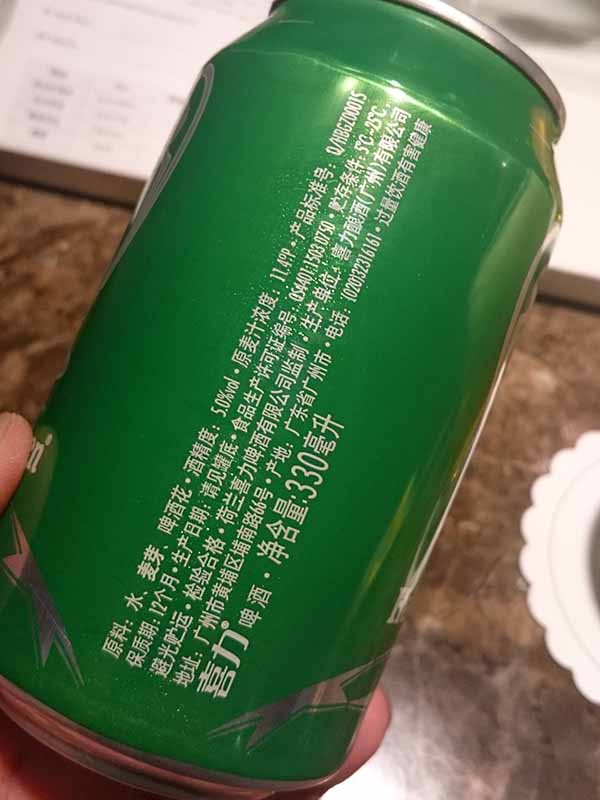 原料: 水、麦芽、啤酒花 • 酒精度: 5.0%vol • 原麦汁浓度: 11.4°P • 产品标准号: Q/HBGZ0001S
保质期: 12个月 • 生产日期: 请见罐底 • 食品生产许可证编号: QS4401 1503 0750 • 贮存条件: 5°C-25°C
避光贮运 • 检验合格 • 荷兰喜力啤酒有限公司监制 • 生产单位: 喜力酿酒(广州)有限公司
地址: 广州市黄埔区埔南路66号 • 产地: 广东省广州市 • 电话: (020)32216161 • 过量饮酒有害健康
喜力® 啤酒 • 净含量:330毫升